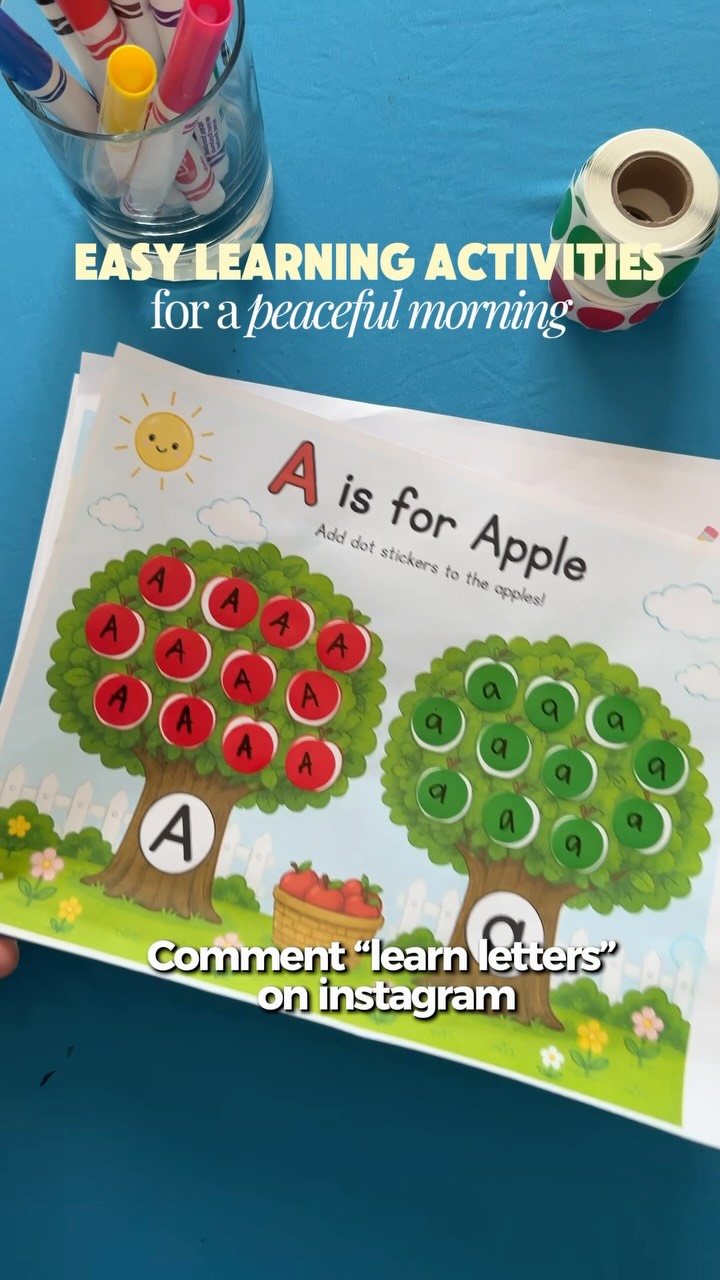 EASY LEARNING ACTIVITIES
for a peaceful morning
A is for Apple
Add dot stickers to the apples!
A A A A
A A A A
A A A A
a a a
a a a a
a a a a
A
a
Comment “learn letters”
on instagram